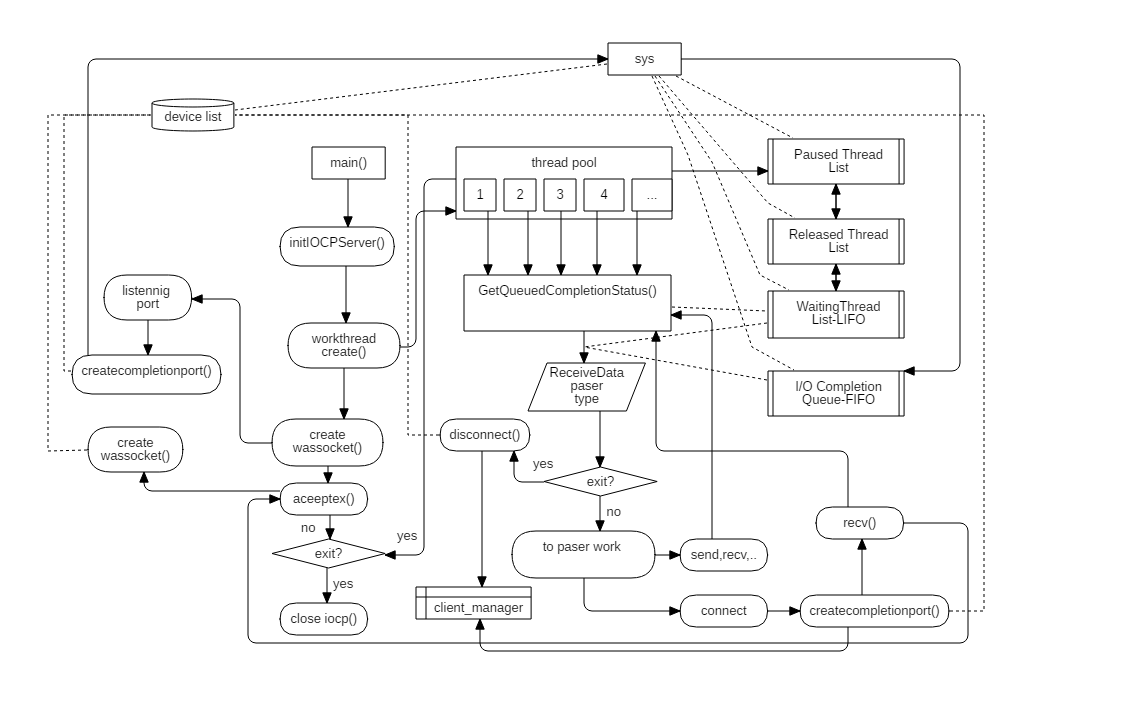 sys
device list
main()
thread pool
1 2 3 4 ...
Paused Thread
List
initIOCPServer()
Released Thread
List
listennig
port
GetQueuedCompletionStatus()
WaitingThread
List-LIFO
workthread
create()
createcompletionport()
ReceiveData
paser
type
I/O Completion
Queue-FIFO
create
wassocket()
create
wassocket()
disconnect()
yes
exit?
aceeptex()
no
no
recv()
yes
exit?
to paser work
send,recv,..
yes
client_manager
close iocp()
connect
createcompletionport()